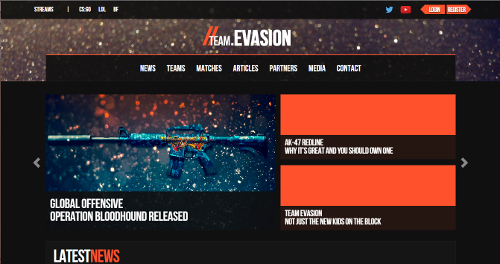 STREAMS | CS:GO LOL BF LOGIN REGISTER
//TEAM.EVASION
NEWS TEAMS MATCHES ARTICLES PARTNERS MEDIA CONTACT
GLOBAL OFFENSIVE
OPERATION BLOODHOUND RELEASED
AK-47 REDLINE
WHY IT'S GREAT AND YOU SHOULD OWN ONE
TEAM EVASION
NOT JUST THE NEW KIDS ON THE BLOCK
LATESTNEWS